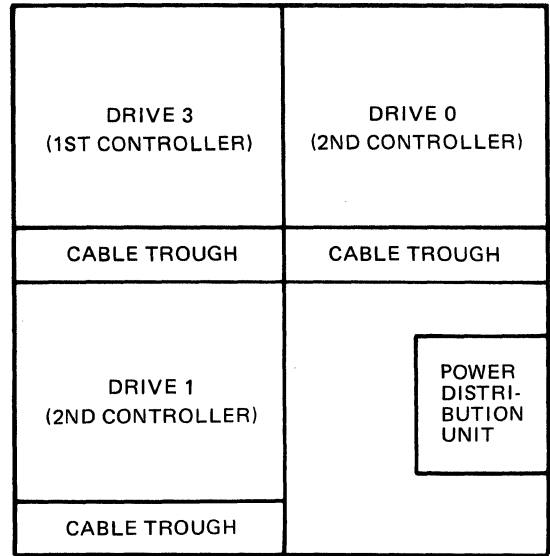 DRIVE 3
(1ST CONTROLLER)
DRIVE 0
(2ND CONTROLLER)
CABLE TROUGH
CABLE TROUGH
DRIVE 1
(2ND CONTROLLER)
POWER
DISTRI-
BUTION
UNIT
CABLE TROUGH